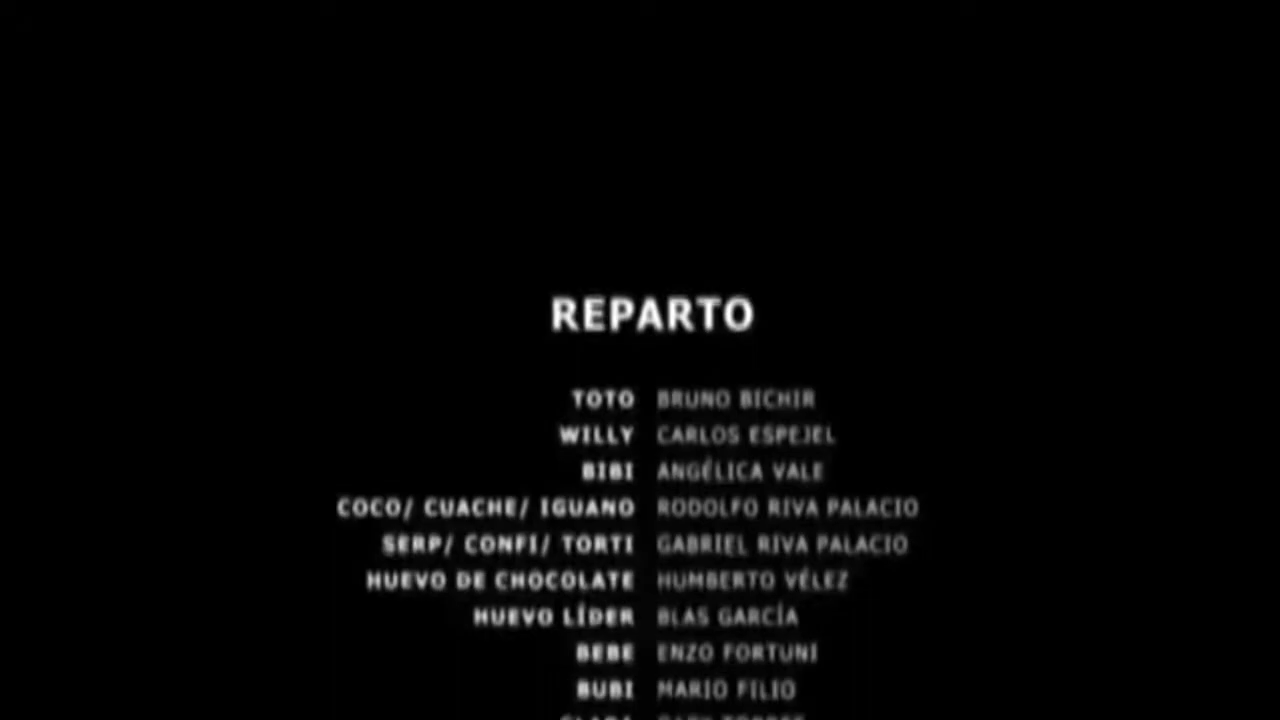 REPARTO
TOTO BRUNO BICHIR
WILLY CARLOS ESPEJEL
BIBI ANGÉLICA VALE
COCO/ CUACHE/ IGUANO RODOLFO RIVA PALACIO
SERP/ CONFI/ TORTI GABRIEL RIVA PALACIO
HUEVO DE CHOCOLATE HUMBERTO VÉLEZ
HUEVO LÍDER BLAS GARCÍA
BEBE ENZO FORTUNI
BUBI MARIO FILIO